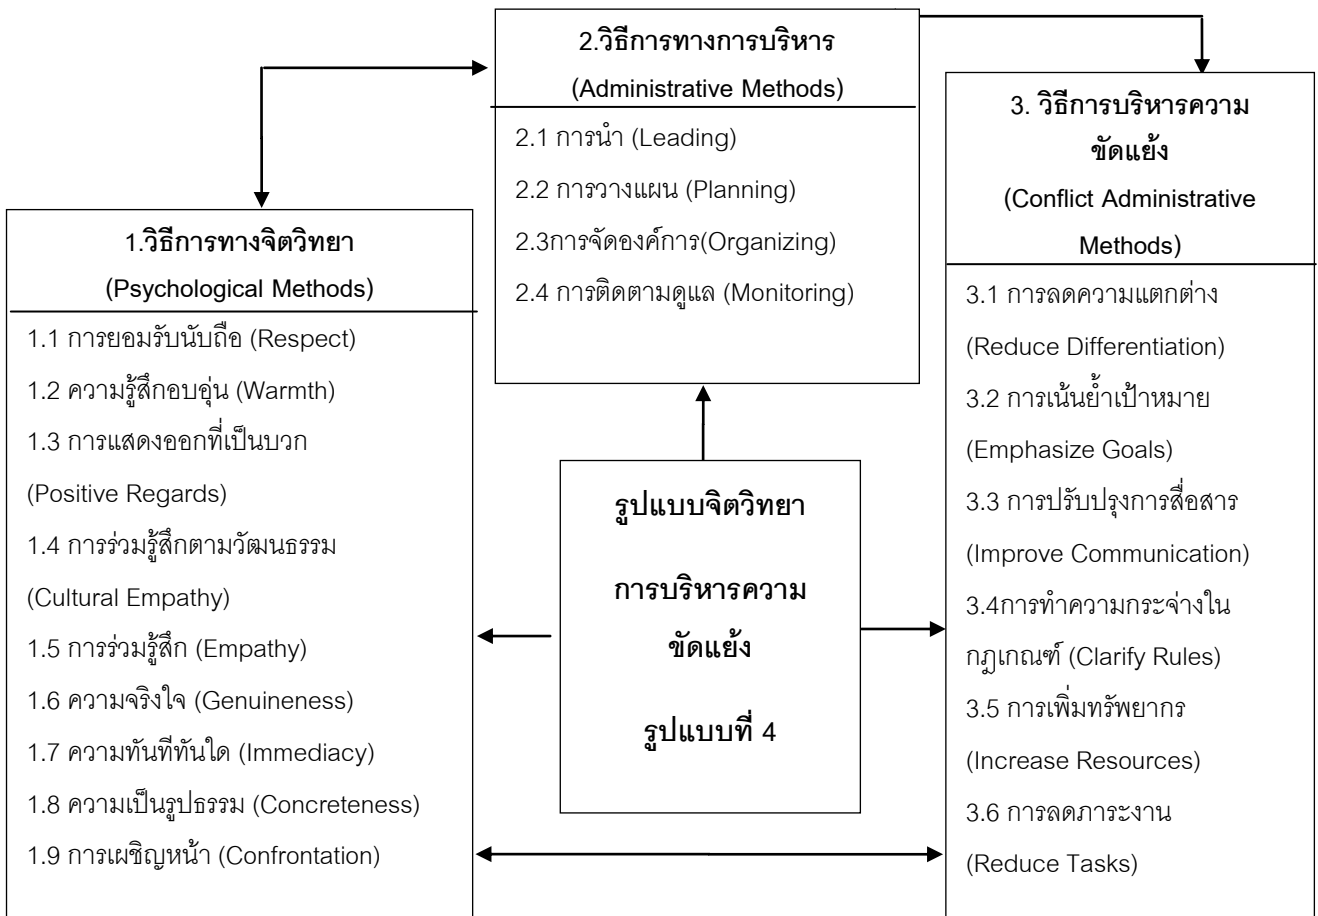 1.วิธีการทางจิตวิทยา
(Psychological Methods)
1.1 การยอมรับนับถือ (Respect)
1.2 ความรู้สึกอบอุ่น (Warmth)
1.3 การแสดงออกที่เป็นบวก
(Positive Regards)
1.4 การร่วมรู้สึกตามวัฒนธรรม
(Cultural Empathy)
1.5 การร่วมรู้สึก (Empathy)
1.6 ความจริงใจ (Genuineness)
1.7 ความทันทีทันใด (Immediacy)
1.8 ความเป็นรูปธรรม (Concreteness)
1.9 การเผชิญหน้า (Confrontation)
2.วิธีการทางการบริหาร
(Administrative Methods)
2.1 การนำ (Leading)
2.2 การวางแผน (Planning)
2.3การจัดองค์การ(Organizing)
2.4 การติดตามดูแล (Monitoring)
รูปแบบจิตวิทยา
การบริหารความ
ขัดแย้ง
รูปแบบที่ 4
3. วิธีการบริหารความ
ขัดแย้ง
(Conflict Administrative
Methods)
3.1 การลดความแตกต่าง
(Reduce Differentiation)
3.2 การเน้นย้ำเป้าหมาย
(Emphasize Goals)
3.3 การปรับปรุงการสื่อสาร
(Improve Communication)
3.4การทำความกระจ่างใน
กฎเกณฑ์ (Clarify Rules)
3.5 การเพิ่มทรัพยากร
(Increase Resources)
3.6 การลดภาระงาน
(Reduce Tasks)